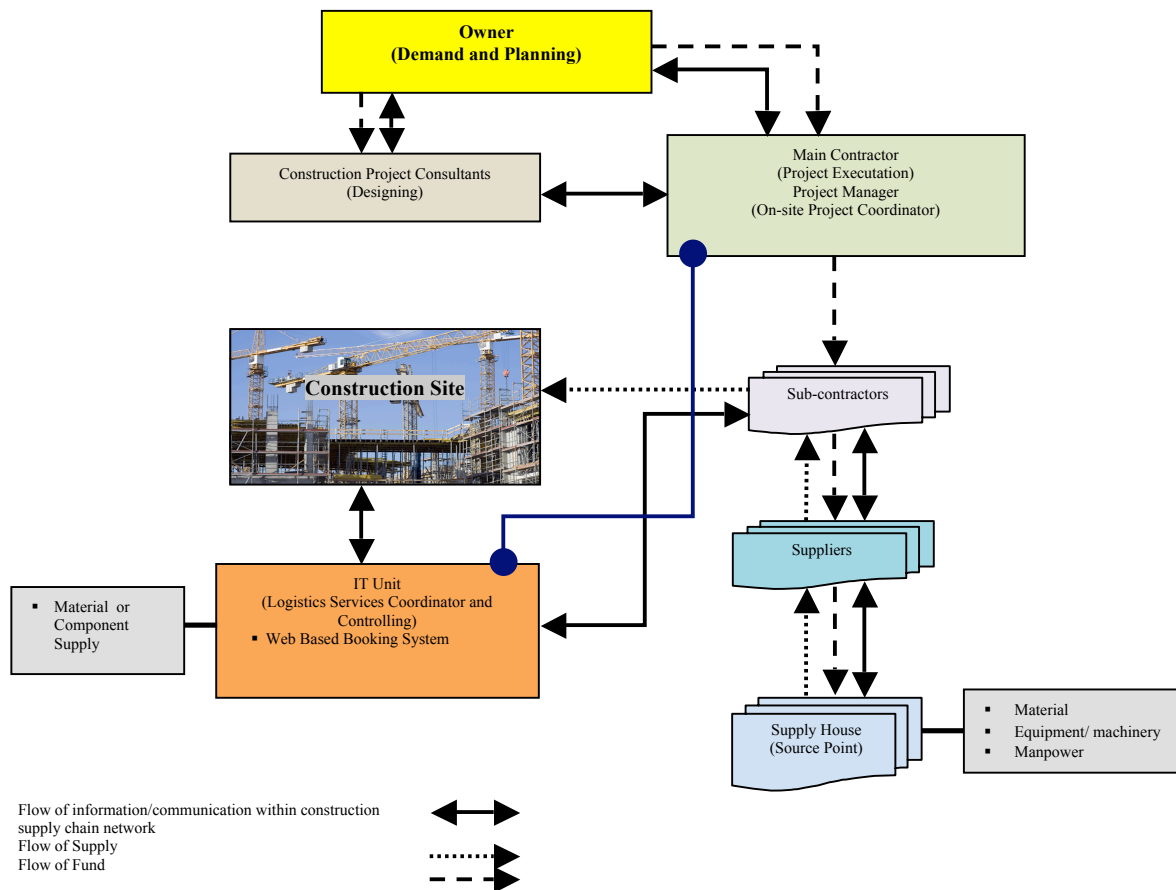 Owner
(Demand and Planning)
Construction Project Consultants
(Designing)
Main Contractor
(Project Execution)
Project Manager
(On-site Project Coordinator)
Construction Site
Sub-contractors
Suppliers
IT Unit
(Logistics Services Coordinator and
Controlling)
▪ Web Based Booking System
▪ Material or
Component
Supply
Supply House
(Source Point)
▪ Material
▪ Equipment/ machinery
▪ Manpower
Flow of information/communication within construction
supply chain network
Flow of Supply
Flow of Fund